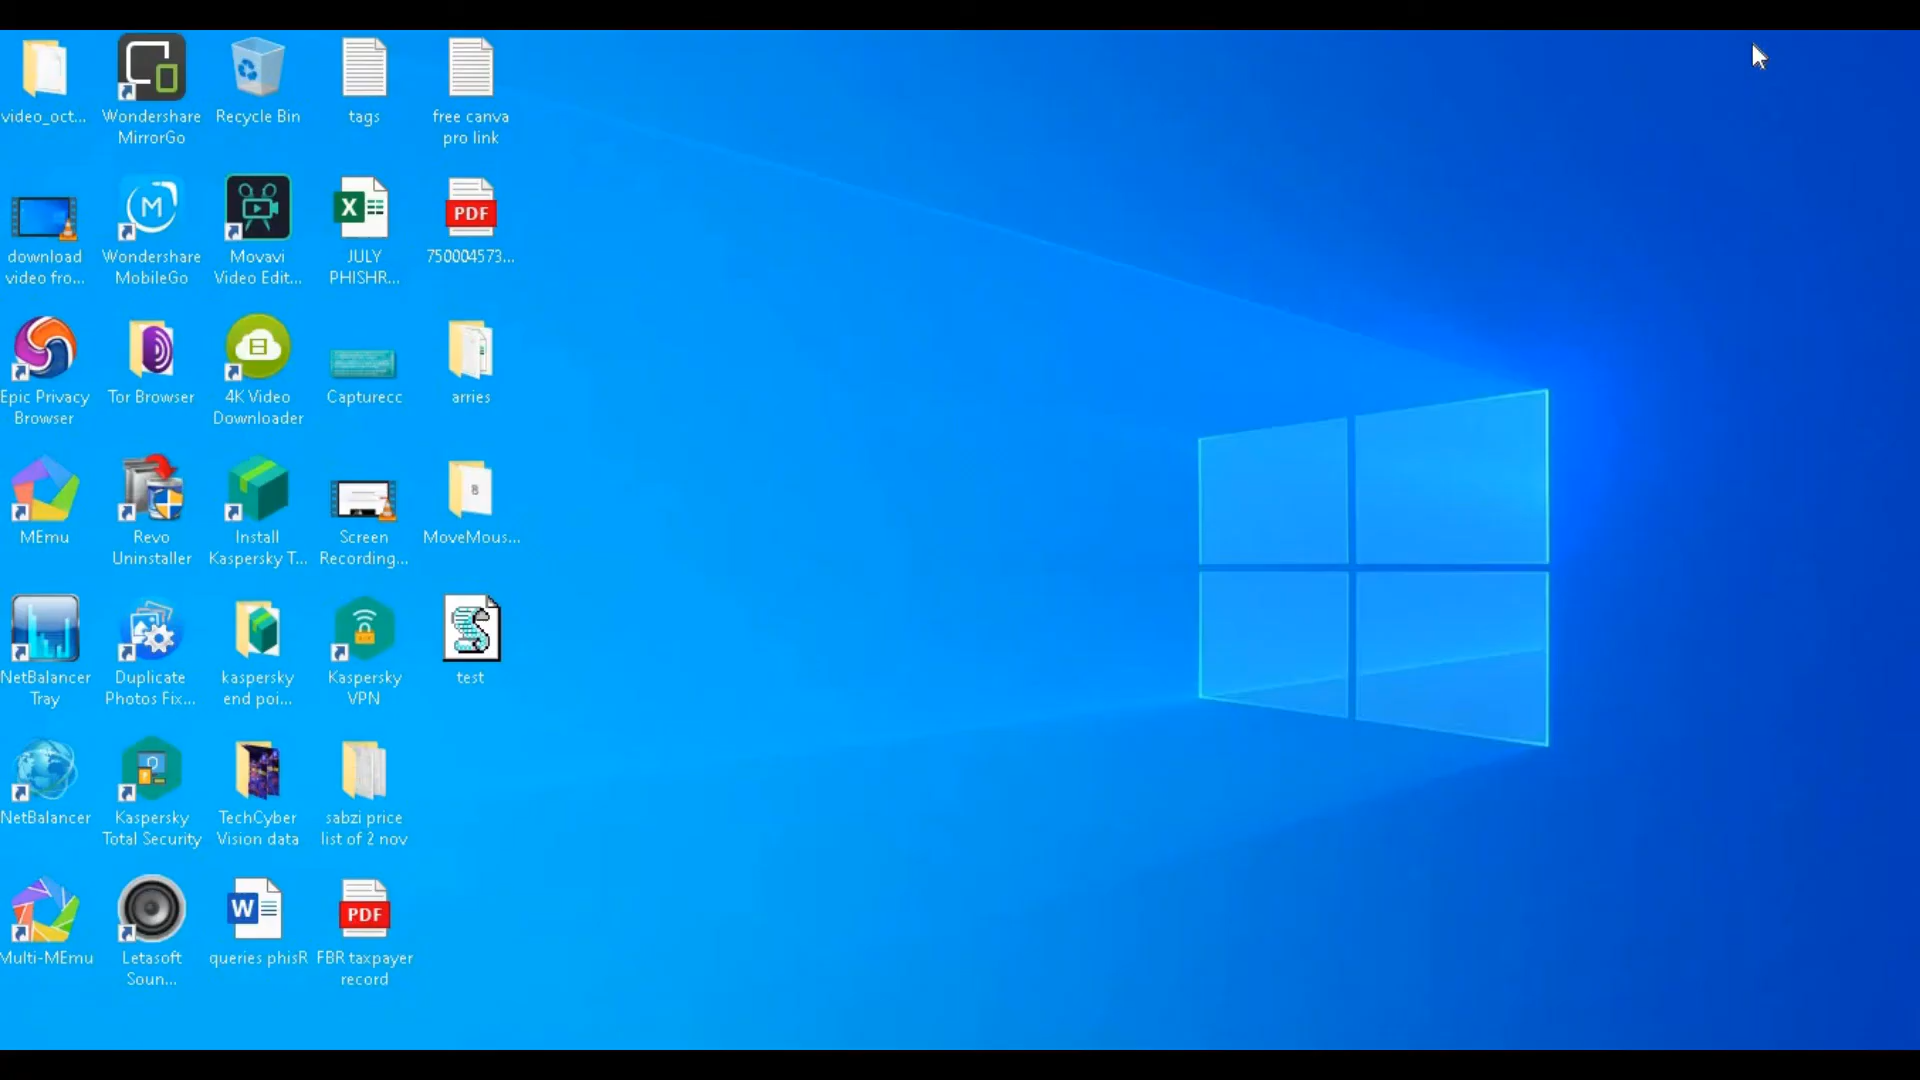 video_oct...
Wondershare
MirrorGo
Recycle Bin
tags
free canva
pro link
download
video fro...
Wondershare
MobileGo
Movavi
Video Edit...
X
JULY
PHISHR...
PDF
750004573...
Epic Privacy
Browser
Tor Browser
4K Video
Downloader
Capturecc
arries
MEmu
Revo
Uninstaller
Install
Kaspersky T...
Screen
Recording...
8
MoveMous...
NetBalancer
Tray
Duplicate
Photos Fix...
kaspersky
end poi...
Kaspersky
VPN
test
NetBalancer
Kaspersky
Total Security
TechCyber
Vision data
sabzi price
list of 2 nov
Multi-MEmu
Letasoft
Soun...
W
queries phisR
PDF
FBR taxpayer
record